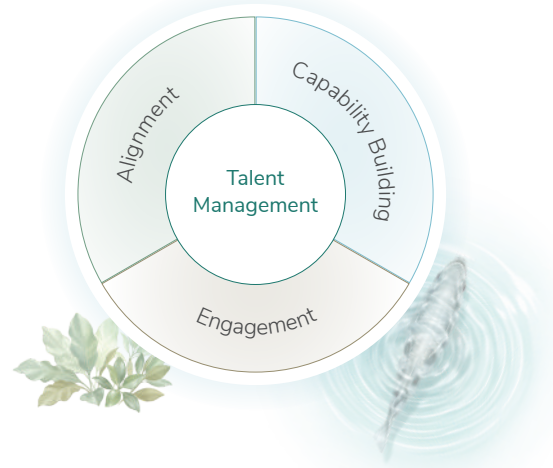 Alignment
Capability Building
Talent
Management
Engagement